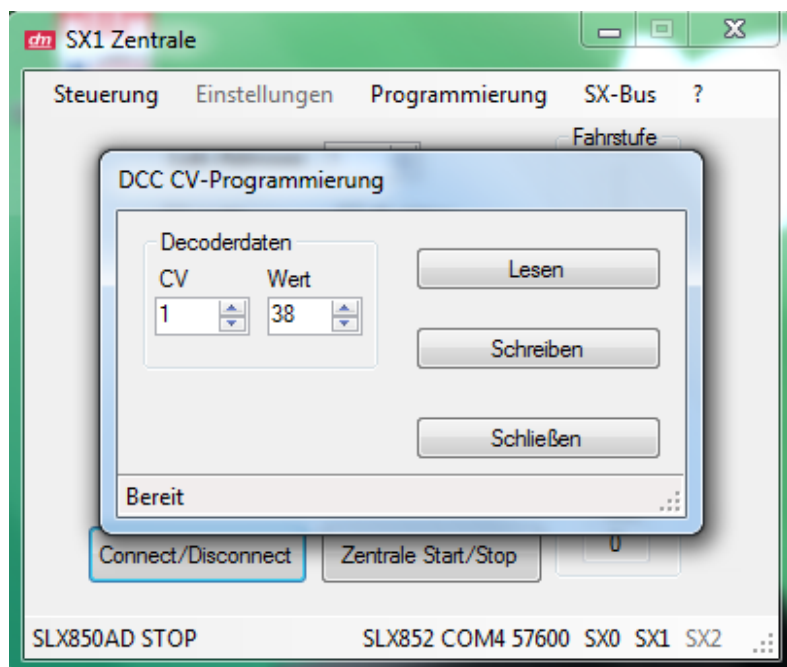 dm SX1 Zentrale
Steuerung Einstellungen Programmierung SX-Bus ?
Fahrstufe
DCC CV-Programmierung
Decoderdaten
CV Wert
1 38
Lesen
Schreiben
Schließen
Bereit
Connect/Disconnect Zentrale Start/Stop 0
SLX850AD STOP SLX852 COM4 57600 SX0 SX1 SX2